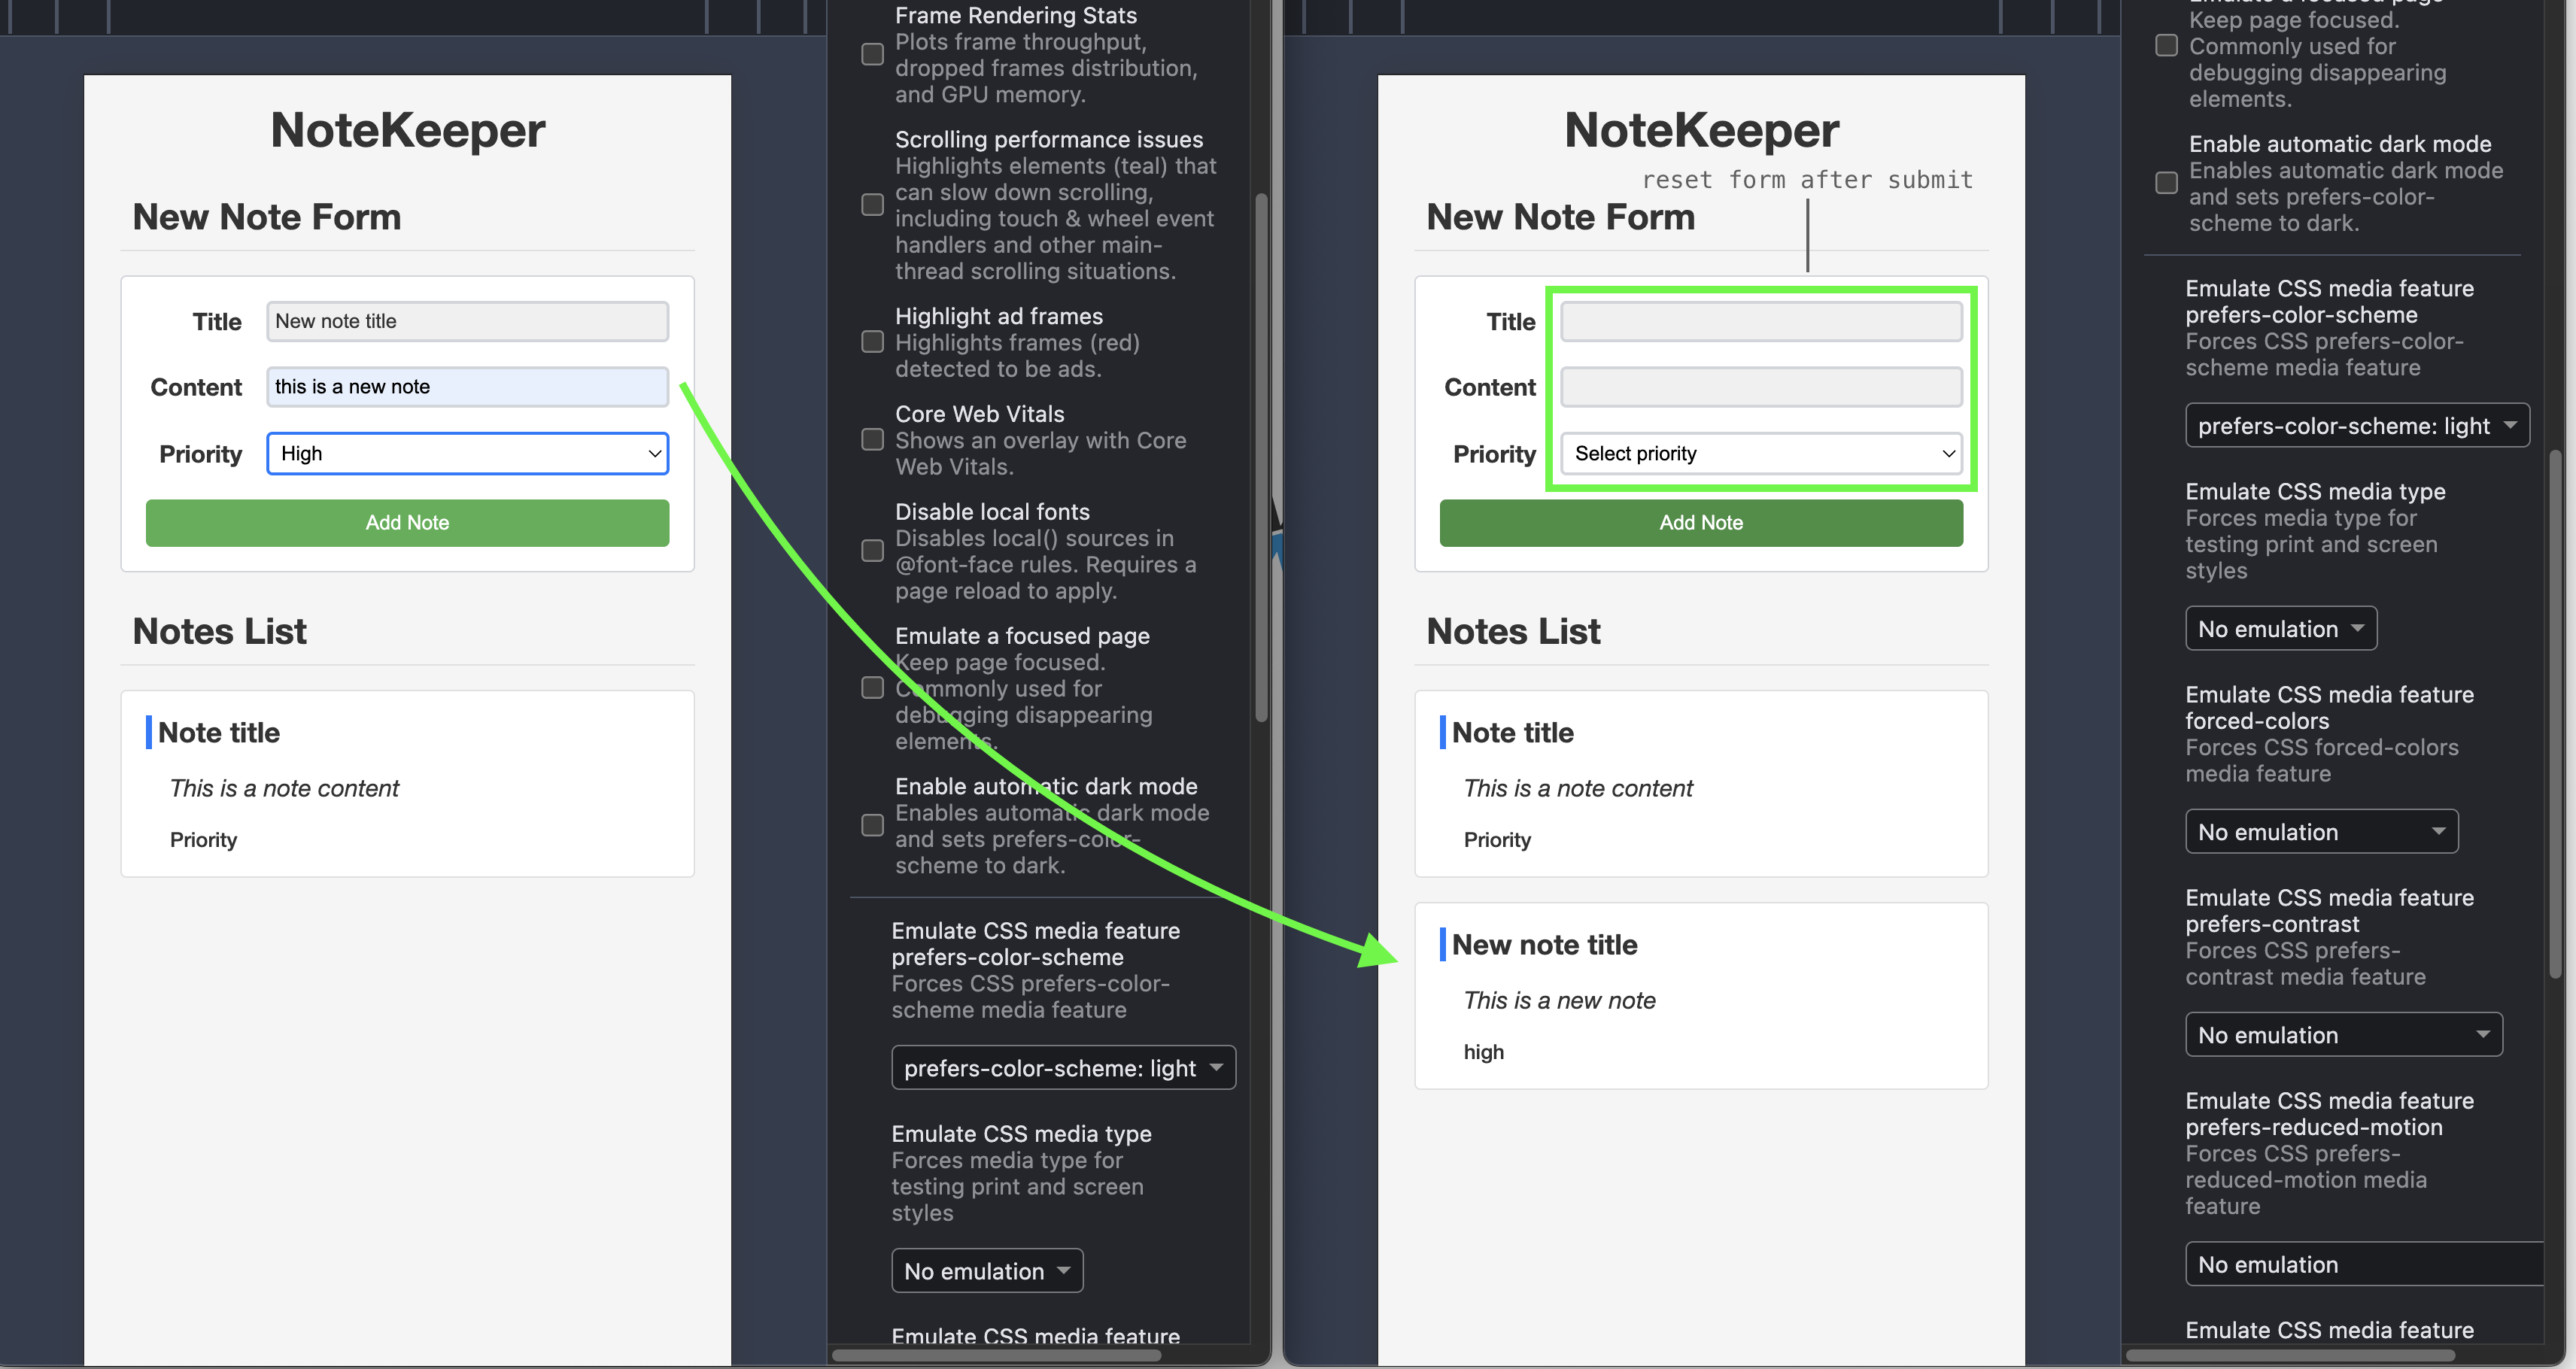 NoteKeeper
New Note Form
Title
New note title
Content
this is a new note
Priority
High
Add Note
Notes List
Note title
This is a note content
Priority
Frame Rendering Stats
Plots frame throughput,
dropped frames distribution,
and GPU memory.
Scrolling performance issues
Highlights elements (teal) that
can slow down scrolling,
including touch & wheel event
handlers and other main-
thread scrolling situations.
Highlight ad frames
Highlights frames (red)
detected to be ads.
Core Web Vitals
Shows an overlay with Core
Web Vitals.
Disable local fonts
Disables local() sources in
@font-face rules. Requires a
page reload to apply.
Emulate a focused page
Keep page focused.
Commonly used for
debugging disappearing
elements.
Enable automatic dark mode
Enables automatic dark mode
and sets prefers-color-
scheme to dark.
Emulate CSS media feature
prefers-color-scheme
Forces CSS prefers-color-
scheme media feature
prefers-color-scheme: light
Emulate CSS media type
Forces media type for
testing print and screen
styles
No emulation
Emulate CSS media feature
NoteKeeper
reset form after submit
New Note Form
Title
Content
Priority
Select priority
Add Note
Notes List
Note title
This is a note content
Priority
New note title
This is a new note
high
Emulate a focused page
Keep page focused.
Commonly used for
debugging disappearing
elements.
Enable automatic dark mode
Enables automatic dark mode
and sets prefers-color-
scheme to dark.
Emulate CSS media feature
prefers-color-scheme
Forces CSS prefers-color-
scheme media feature
prefers-color-scheme: light
Emulate CSS media type
Forces media type for
testing print and screen
styles
No emulation
Emulate CSS media feature
forced-colors
Forces CSS forced-colors
media feature
No emulation
Emulate CSS media feature
prefers-contrast
Forces CSS prefers-
contrast media feature
No emulation
Emulate CSS media feature
prefers-reduced-motion
Forces CSS prefers-
reduced-motion media
feature
No emulation
Emulate CSS media feature